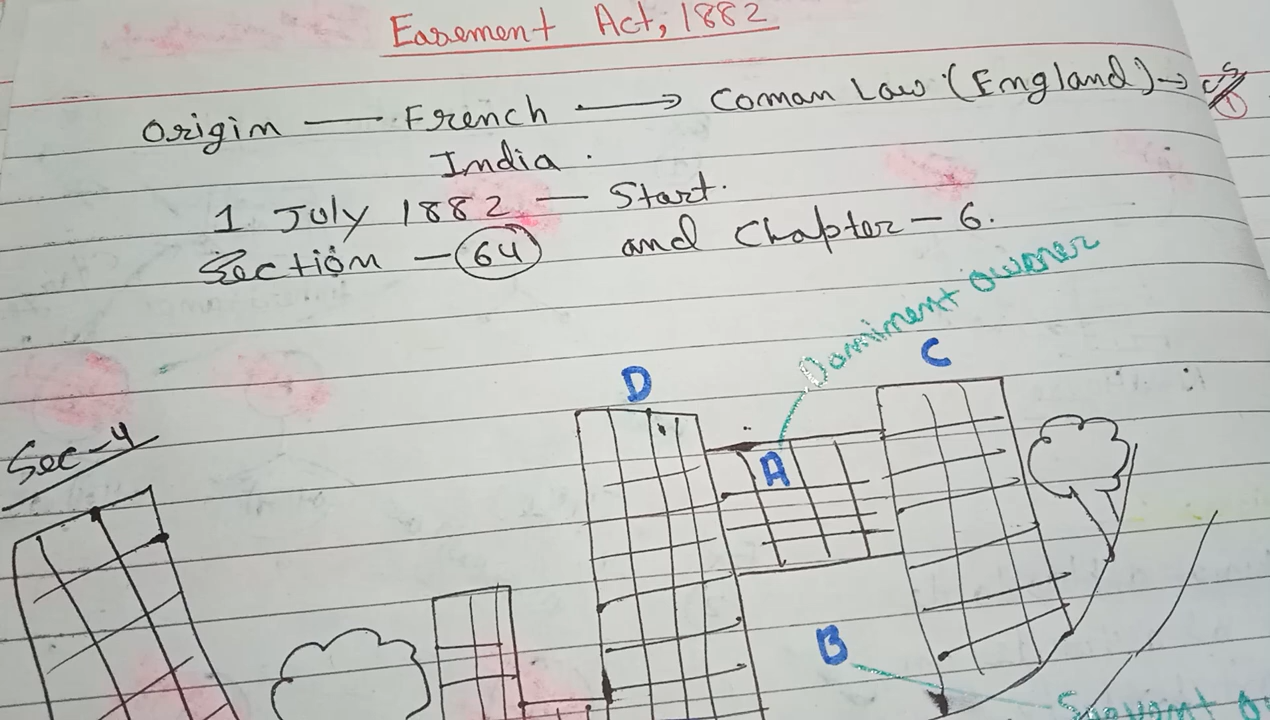 Easement Act, 1882
Origin — French → Coman Law (England) →
India.
1 July 1882 — Start.
Section - 64 and Chapter - 6.
Dominent owner
C
D
Sec-4
A
B